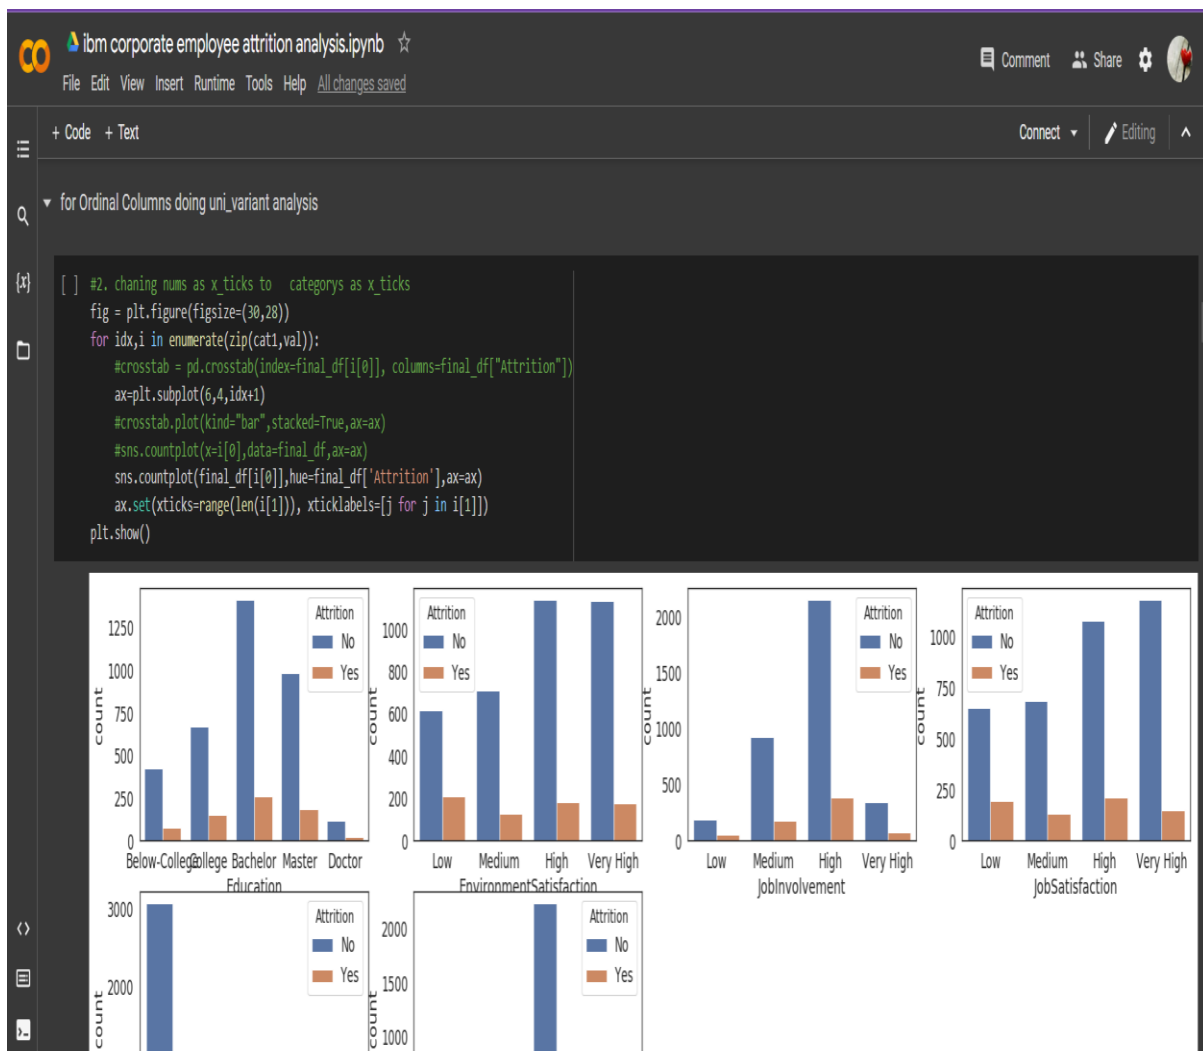 ibm corporate employee attrition analysis.ipynb
File Edit View Insert Runtime Tools Help All changes saved
Comment Share
+ Code + Text
Connect Editing
for Ordinal Columns doing uni_variant analysis
[ ] #2. chaning nums as x_ticks to categorys as x_ticks
fig = plt.figure(figsize=(30,28))
for idx,i in enumerate(zip(cat1,val)):
#crosstab = pd.crosstab(index=final_df[i[0]], columns=final_df["Attrition"])
ax=plt.subplot(6,4,idx+1)
#crosstab.plot(kind="bar",stacked=True,ax=ax)
#sns.countplot(x=i[0],data=final_df,ax=ax)
sns.countplot(final_df[i[0]],hue=final_df['Attrition'],ax=ax)
ax.set(xticks=range(len(i[1])), xticklabels=[j for j in i[1]])
plt.show()
Attrition
No
Yes
1250
1000
750
500
250
0
count
Below-College College Bachelor Master Doctor
Education
Attrition
No
Yes
1000
800
600
400
200
0
count
Low Medium High Very High
EnvironmentSatisfaction
Attrition
No
Yes
2000
1500
1000
500
0
count
Low Medium High Very High
JobInvolvement
Attrition
No
Yes
1000
750
500
250
0
count
Low Medium High Very High
JobSatisfaction
Attrition
No
Yes
3000
2000
count
Attrition
No
Yes
2000
1500
1000
count